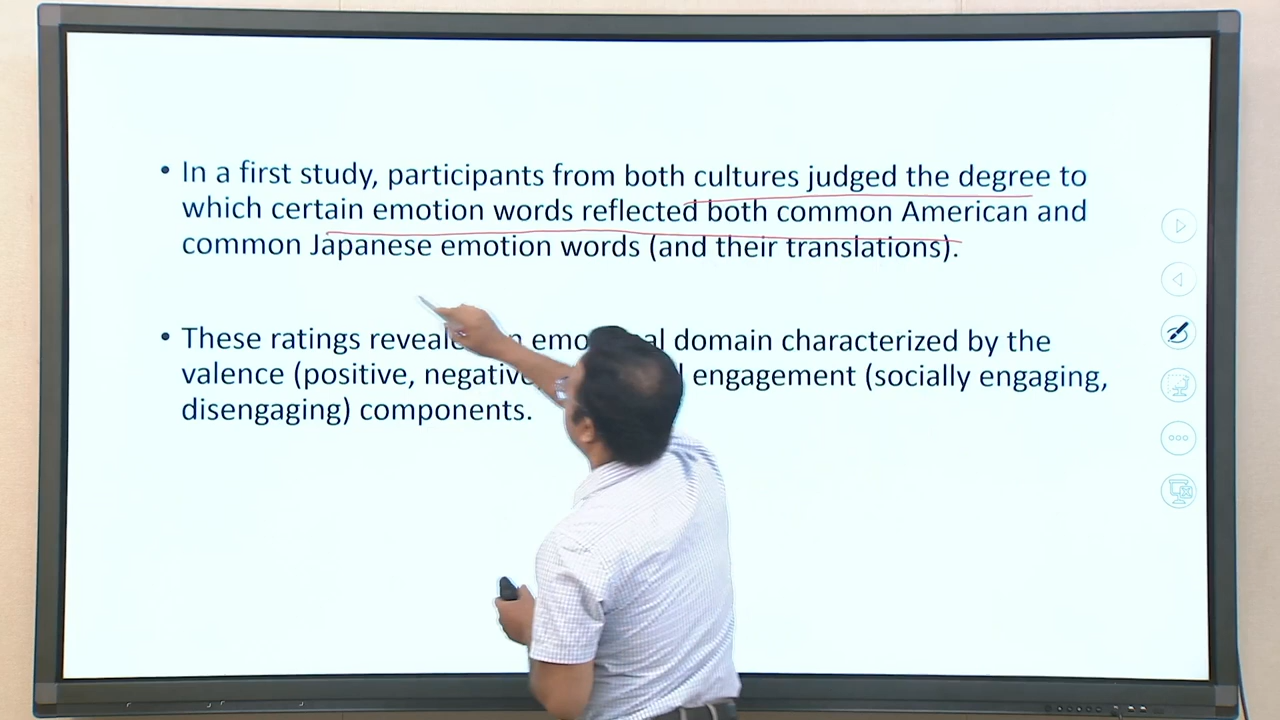 • In a first study, participants from both cultures judged the degree to
which certain emotion words reflected both common American and
common Japanese emotion words (and their translations).
• These ratings domain characterized by the
valence (positive, engagement (socially engaging,
disengaging) components.